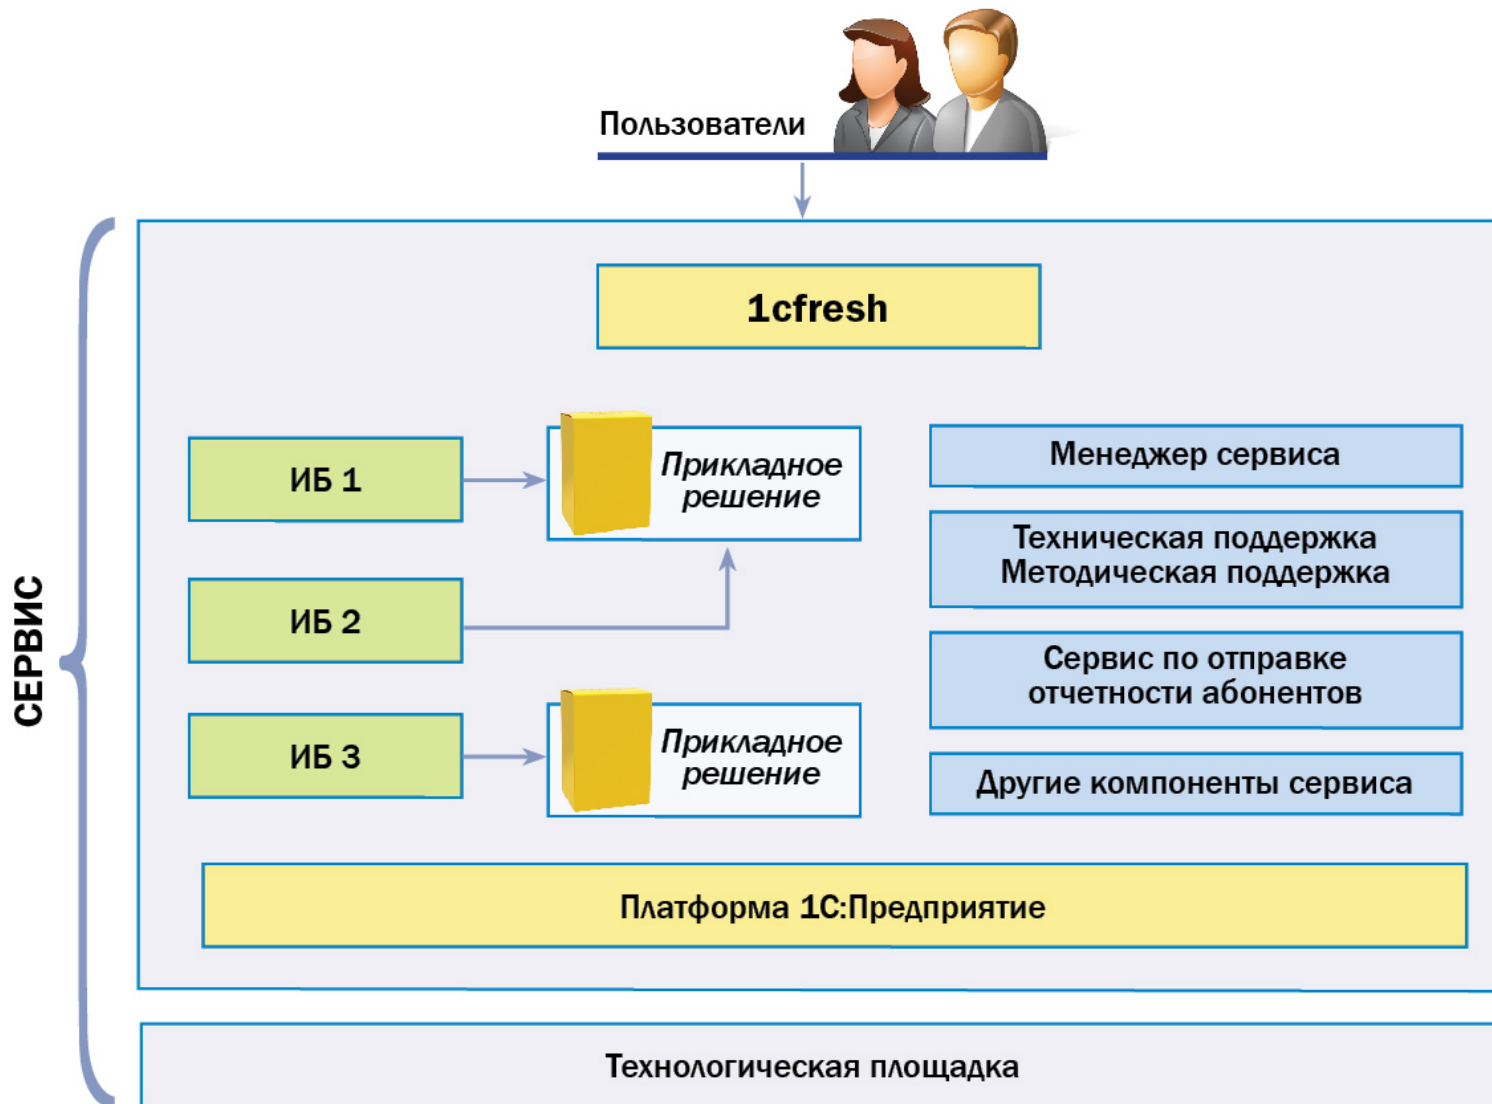 Пользователи
1cfresh
СЕРВИС
ИБ 1
Прикладное
решение
ИБ 2
ИБ 3
Прикладное
решение
Менеджер сервиса
Техническая поддержка
Методическая поддержка
Сервис по отправке
отчетности абонентов
Другие компоненты сервиса
Платформа 1С:Предприятие
Технологическая площадка